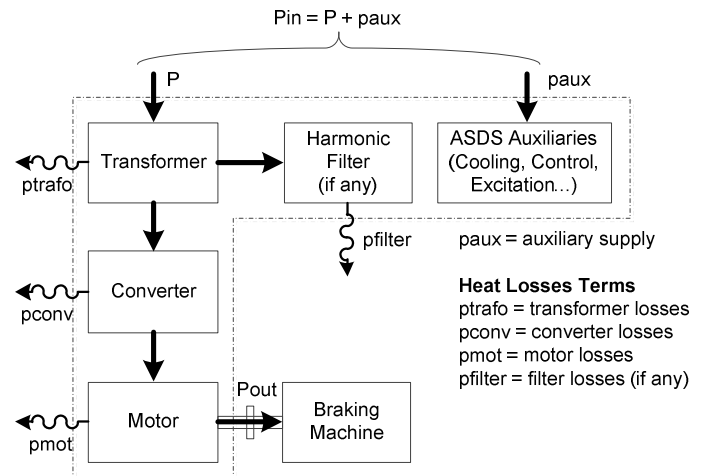 Pin = P + paux
P
paux
Transformer
Harmonic
Filter
(if any)
ASDS Auxiliaries
(Cooling, Control,
Excitation...)
ptrafo
pfilter
paux = auxiliary supply
Converter
pconv
Heat Losses Terms
ptrafo = transformer losses
pconv = converter losses
pmot = motor losses
pfilter = filter losses (if any)
Motor
Pout
Braking
Machine
pmot